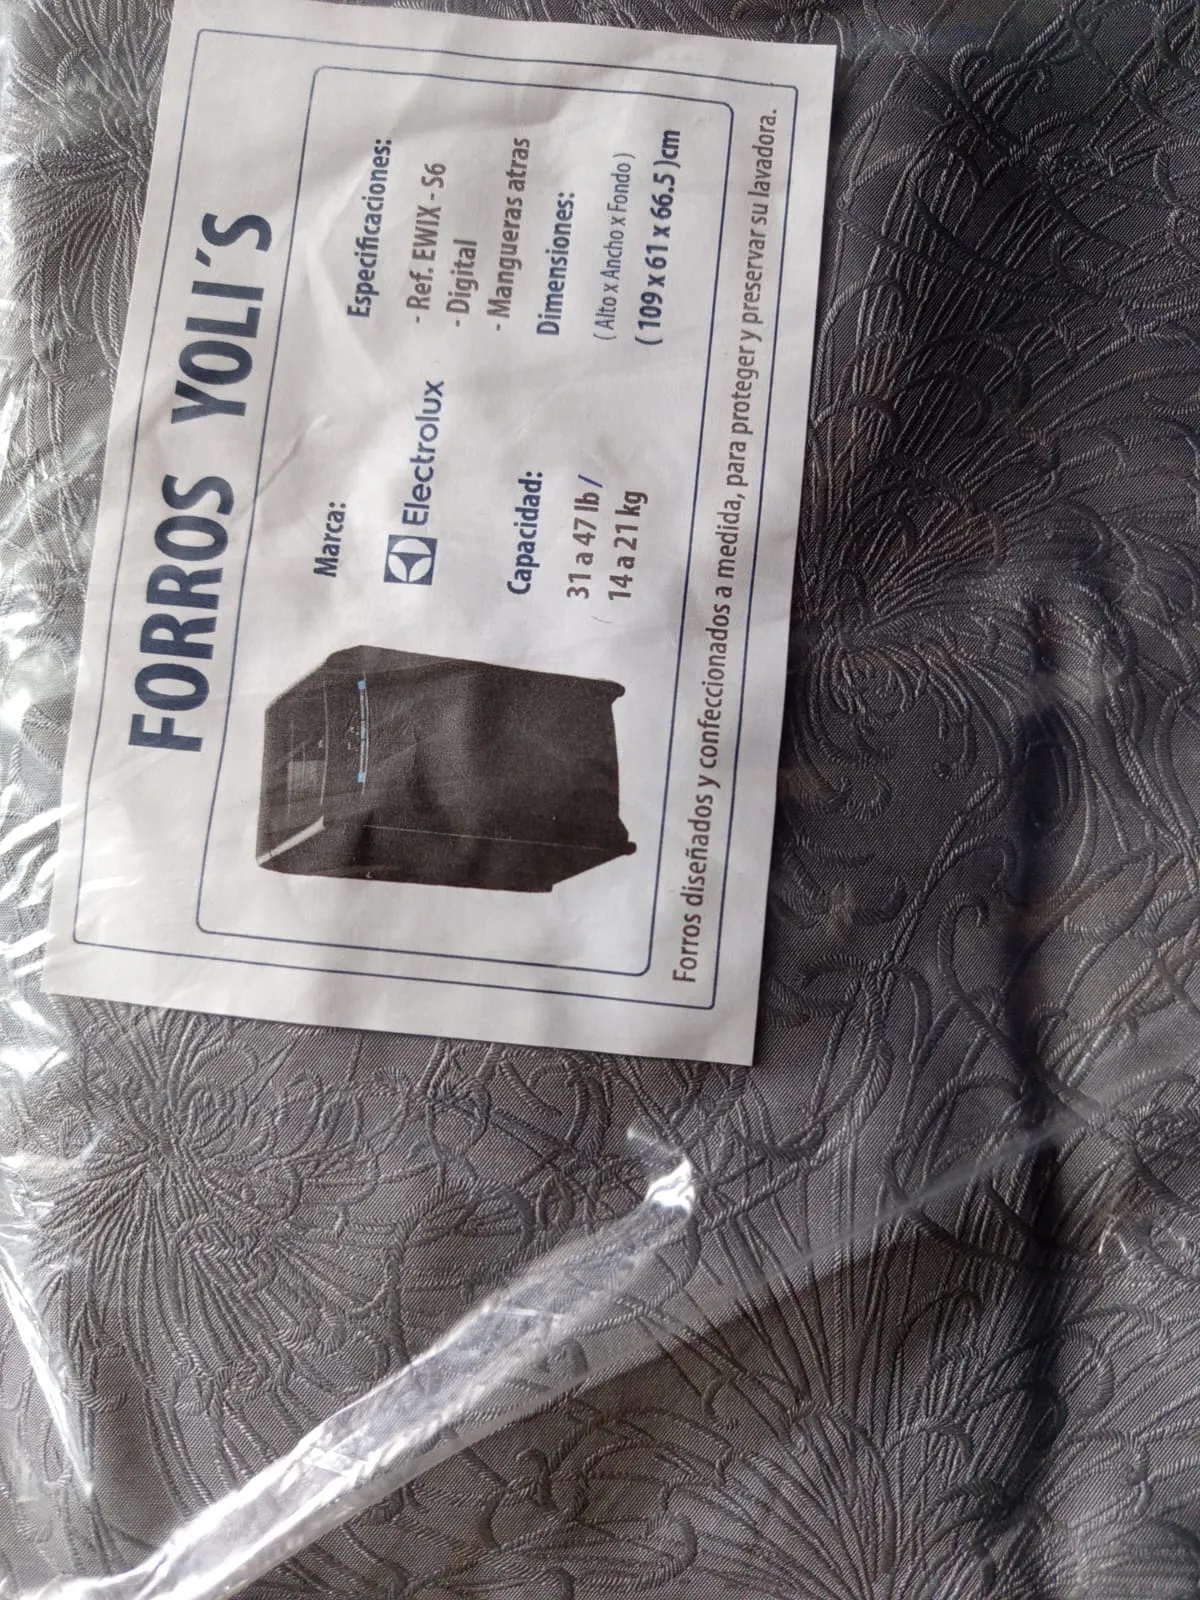 FORROS YOLI´S
Marca:
Electrolux
Capacidad:
31 a 47 lb /
14 a 21 kg
Especificaciones:
- Ref. EWIX - S6
- Digital
- Mangueras atras
Dimensiones:
( Alto x Ancho x Fondo )
( 109 x 61 x 66.5 )cm
Forros diseñados y confeccionados a medida, para proteger y preservar su lavadora.